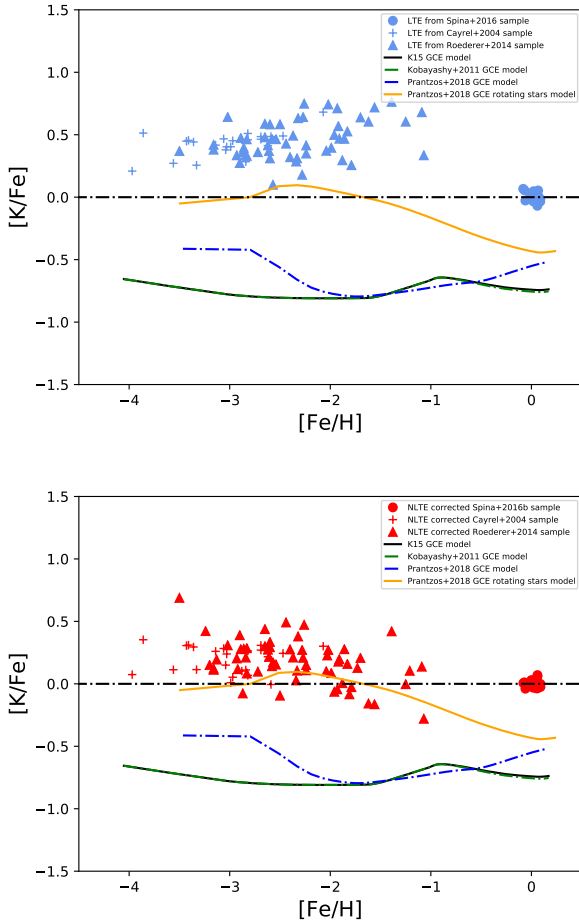 1.5
1.0
0.5
0.0
−0.5
−1.0
−1.5
[K/Fe]
LTE from Spina+2016 sample
LTE from Cayrel+2004 sample
LTE from Roederer+2014 sample
K15 GCE model
Kobayashy+2011 GCE model
Prantzos+2018 GCE model
Prantzos+2018 GCE rotating stars model
−4 −3 −2 −1 0
[Fe/H]
1.5
1.0
0.5
0.0
−0.5
−1.0
−1.5
[K/Fe]
NLTE corrected Spina+2016b sample
NLTE corrected Cayrel+2004 sample
NLTE corrected Roederer+2014 sample
K15 GCE model
Kobayashy+2011 GCE model
Prantzos+2018 GCE model
Prantzos+2018 GCE rotating stars model
−4 −3 −2 −1 0
[Fe/H]